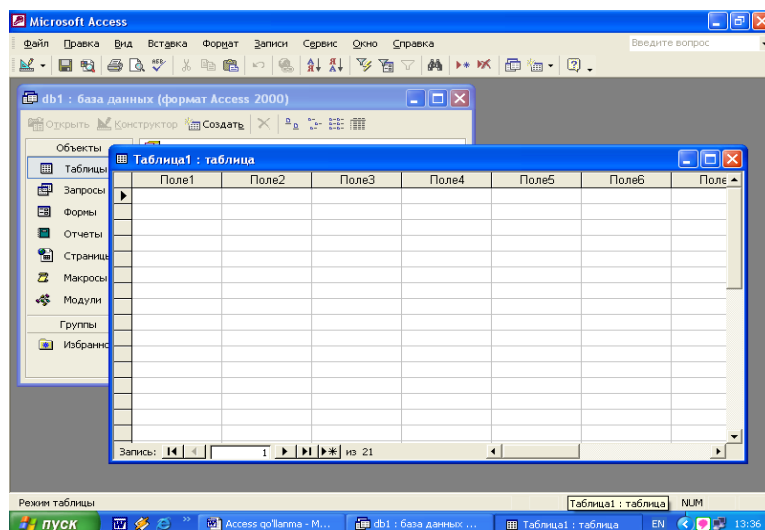 Microsoft Access
Файл Правка Вид Вставка Формат Записи Сервис Окно Справка Введите вопрос
db1 : база данных (формат Access 2000)
Открыть Конструктор Создать
Объекты
Таблицы
Запросы
Формы
Отчеты
Страницы
Макросы
Модули
Группы
Избранно
Таблица1 : таблица
Поле1 Поле2 Поле3 Поле4 Поле5 Поле6 Поле
Запись: 1 из 21
Режим таблицы Таблица1 : таблица NUM
пуск Access qo'llanma - M... db1 : база данных ... Таблица1 : таблица EN 13:36